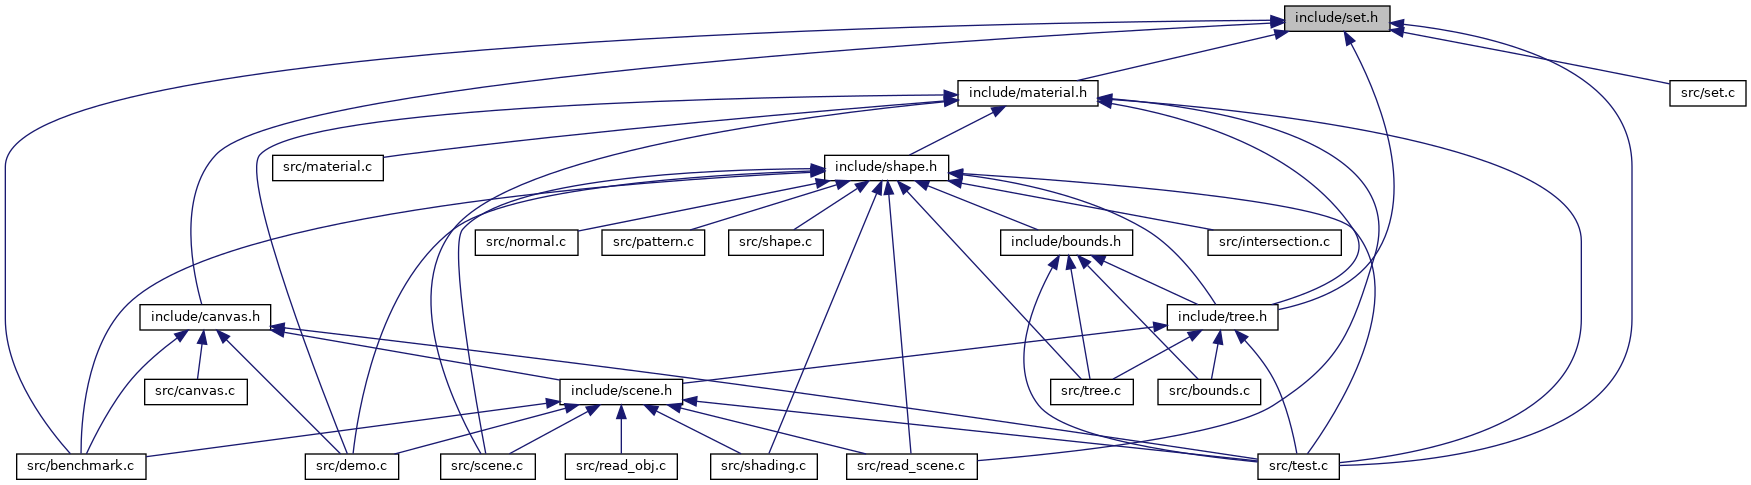 include/set.h
include/material.h
src/set.c
src/material.c
include/shape.h
src/normal.c
src/pattern.c
src/shape.c
include/bounds.h
src/intersection.c
include/canvas.h
include/tree.h
src/canvas.c
include/scene.h
src/tree.c
src/bounds.c
src/benchmark.c
src/demo.c
src/scene.c
src/read_obj.c
src/shading.c
src/read_scene.c
src/test.c